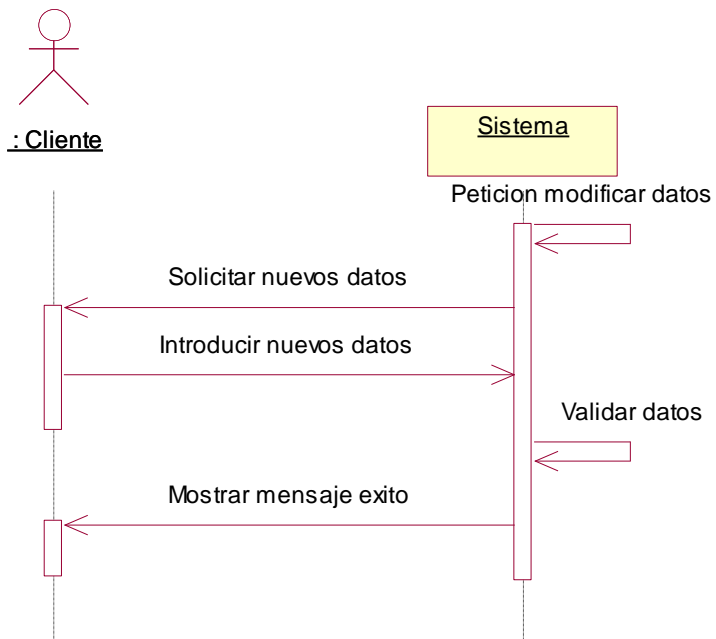 : Cliente
Sistema
Peticion modificar datos
Solicitar nuevos datos
Introducir nuevos datos
Validar datos
Mostrar mensaje exito